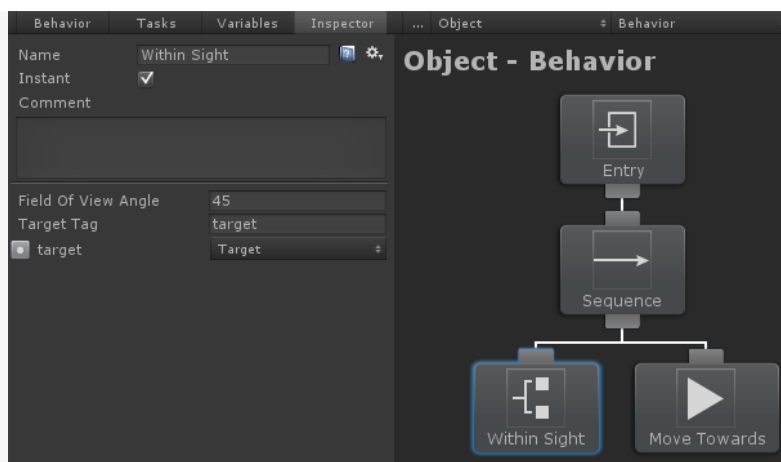 Behavior Tasks Variables Inspector ... Object Behavior
Name Within Sight
Instant
Comment
Field Of View Angle 45
Target Tag target
target Target
Object - Behavior
Entry
Sequence
Within Sight Move Towards